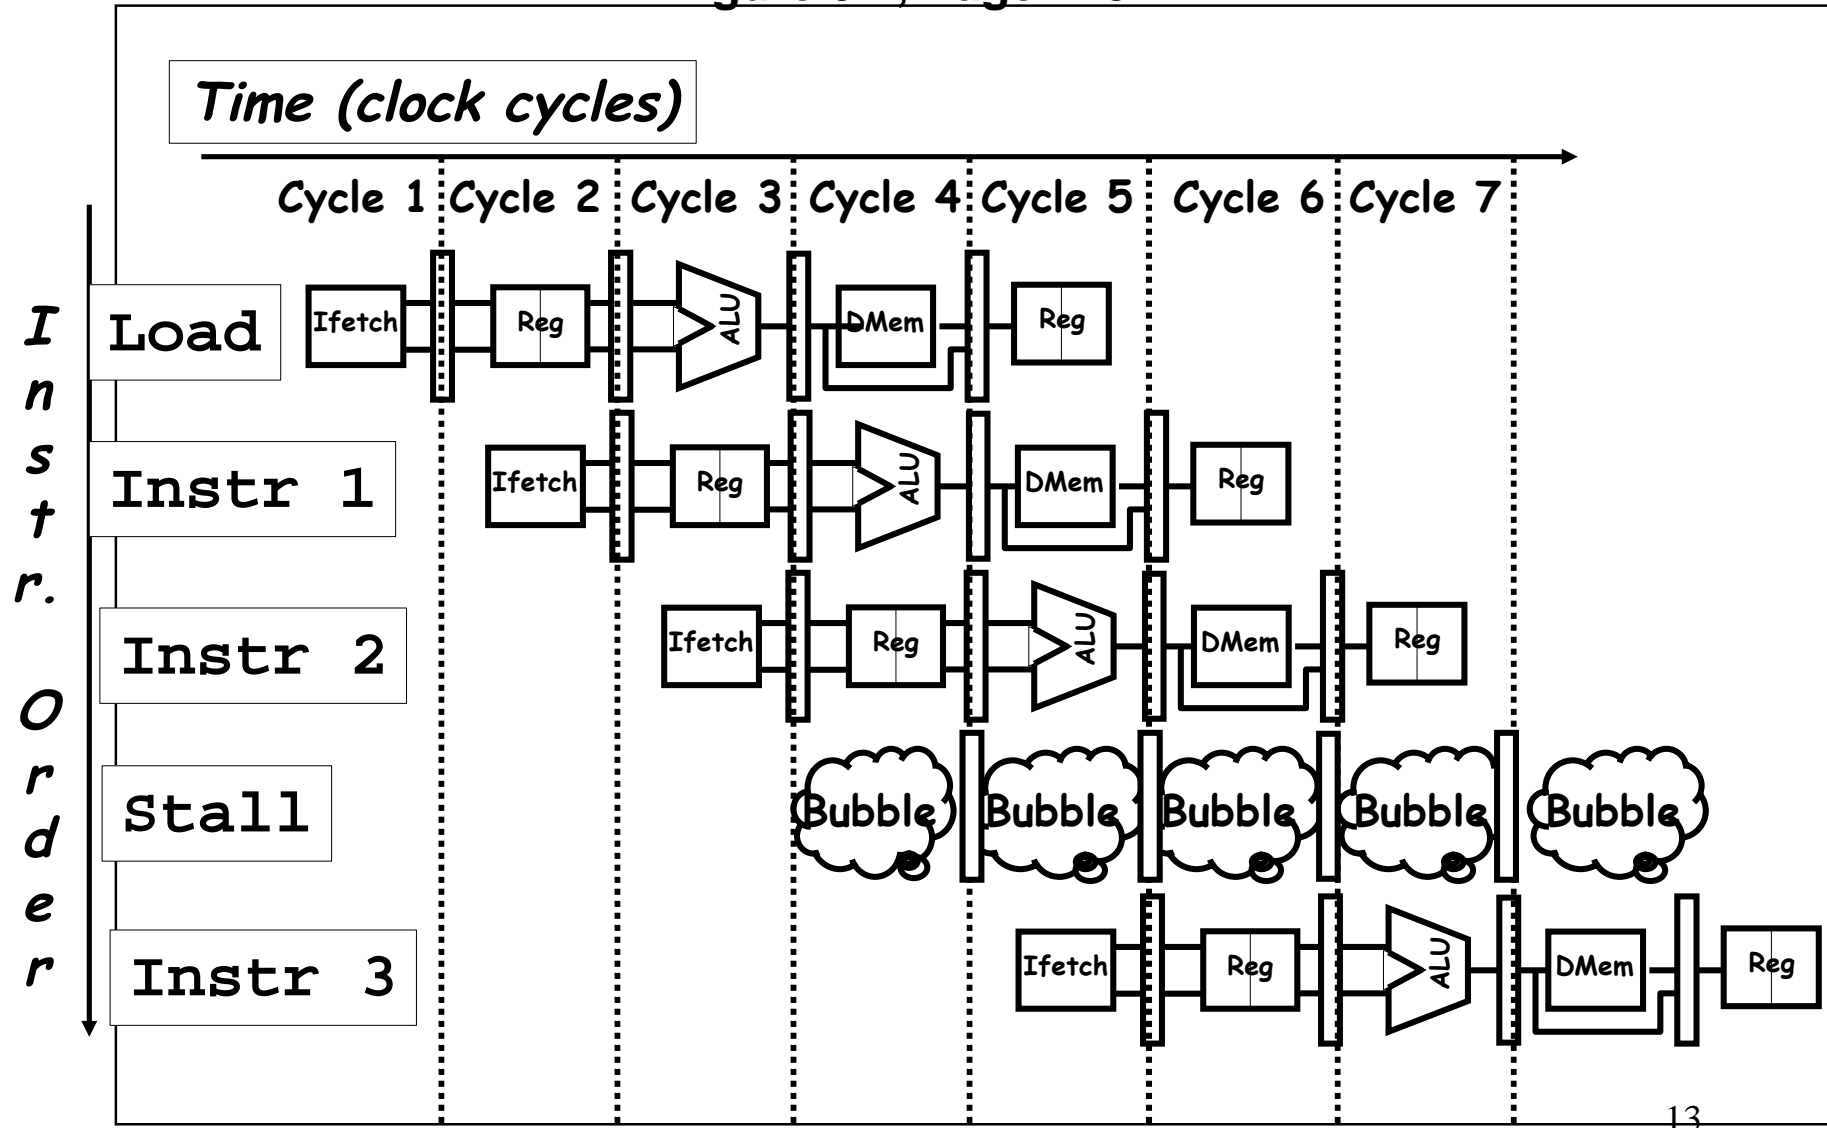 Time (clock cycles)
Cycle 1 Cycle 2 Cycle 3 Cycle 4 Cycle 5 Cycle 6 Cycle 7
Instr. Order
Load Ifetch Reg ALU DMem Reg
Instr 1 Ifetch Reg ALU DMem Reg
Instr 2 Ifetch Reg ALU DMem Reg
Stall Bubble Bubble Bubble Bubble Bubble
Instr 3 Ifetch Reg ALU DMem Reg
13